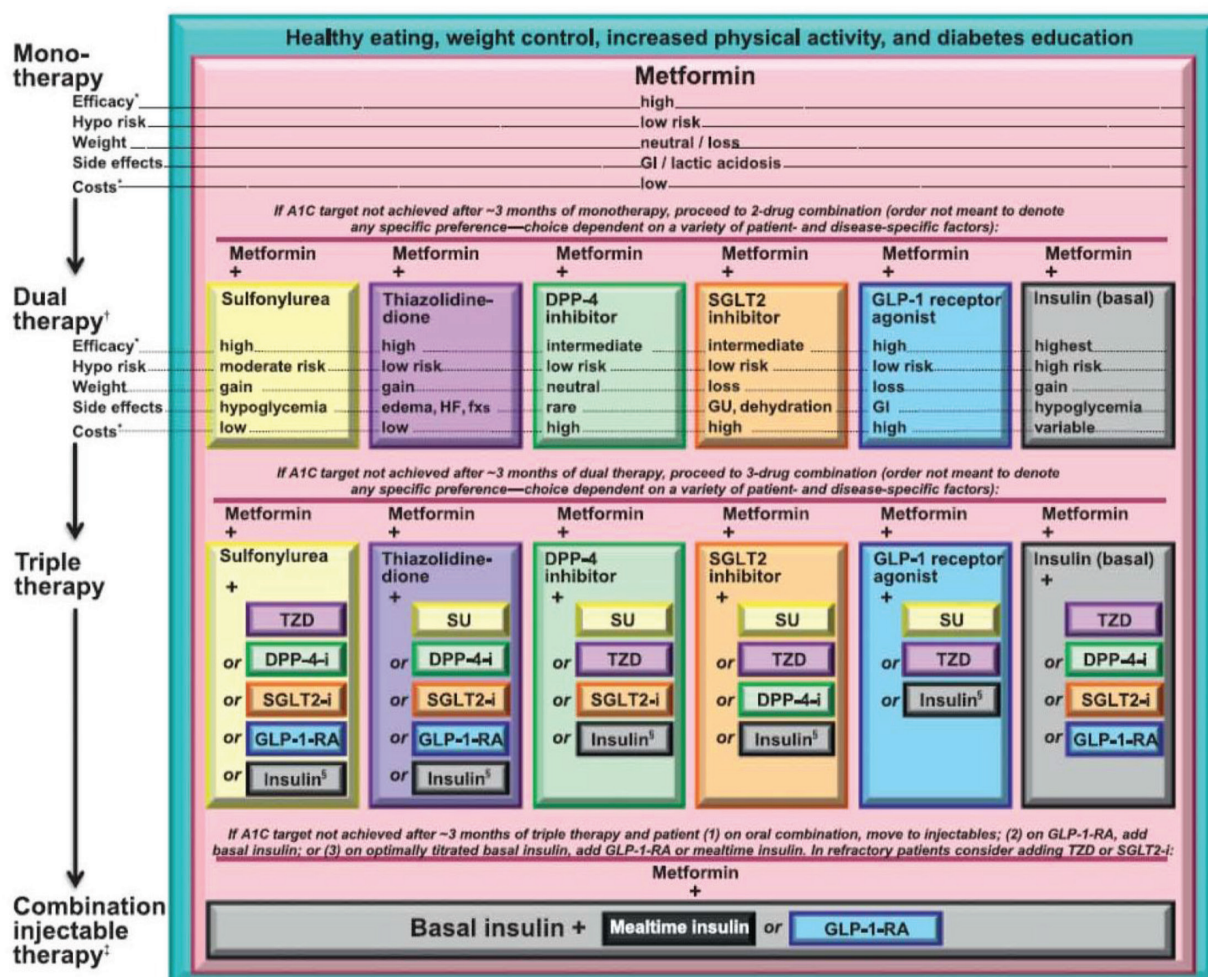 Healthy eating, weight control, increased physical activity, and diabetes education
Mono-
therapy
Metformin
Efficacy* high
Hypo risk low risk
Weight neutral / loss
Side effects GI / lactic acidosis
Costs* low
If A1C target not achieved after ~3 months of monotherapy, proceed to 2-drug combination (order not meant to denote
any specific preference—choice dependent on a variety of patient- and disease-specific factors):
Metformin Metformin Metformin Metformin Metformin Metformin
+ + + + + +
Dual
therapy†
Sulfonylurea Thiazolidine- DPP-4 SGLT2 GLP-1 receptor Insulin (basal)
dione inhibitor inhibitor agonist
Efficacy* high high intermediate intermediate high highest
Hypo risk moderate risk low risk low risk low risk low risk high risk
Weight gain gain neutral loss loss gain
Side effects hypoglycemia edema, HF, fxs rare GU, dehydration GI hypoglycemia
Costs* low low high high high variable
If A1C target not achieved after ~3 months of dual therapy, proceed to 3-drug combination (order not meant to denote
any specific preference—choice dependent on a variety of patient- and disease-specific factors):
Metformin Metformin Metformin Metformin Metformin Metformin
+ + + + + +
Triple
therapy
Sulfonylurea Thiazolidine- DPP-4 SGLT2 GLP-1 receptor Insulin (basal)
dione inhibitor inhibitor agonist
+ + + + + +
TZD SU SU SU SU TZD
or DPP-4-i or DPP-4-i or TZD or TZD or TZD or DPP-4-i
or SGLT2-i or SGLT2-i or SGLT2-i or DPP-4-i or Insulin§ or SGLT2-i
or GLP-1-RA or GLP-1-RA or Insulin§ or Insulin§ or GLP-1-RA
or Insulin§ or Insulin§
If A1C target not achieved after ~3 months of triple therapy and patient (1) on oral combination, move to injectables; (2) on GLP-1-RA, add
basal insulin; or (3) on optimally titrated basal insulin, add GLP-1-RA or mealtime insulin. In refractory patients consider adding TZD or SGLT2-i:
Metformin
+
Combination
injectable
therapy‡
Basal insulin + Mealtime insulin or GLP-1-RA